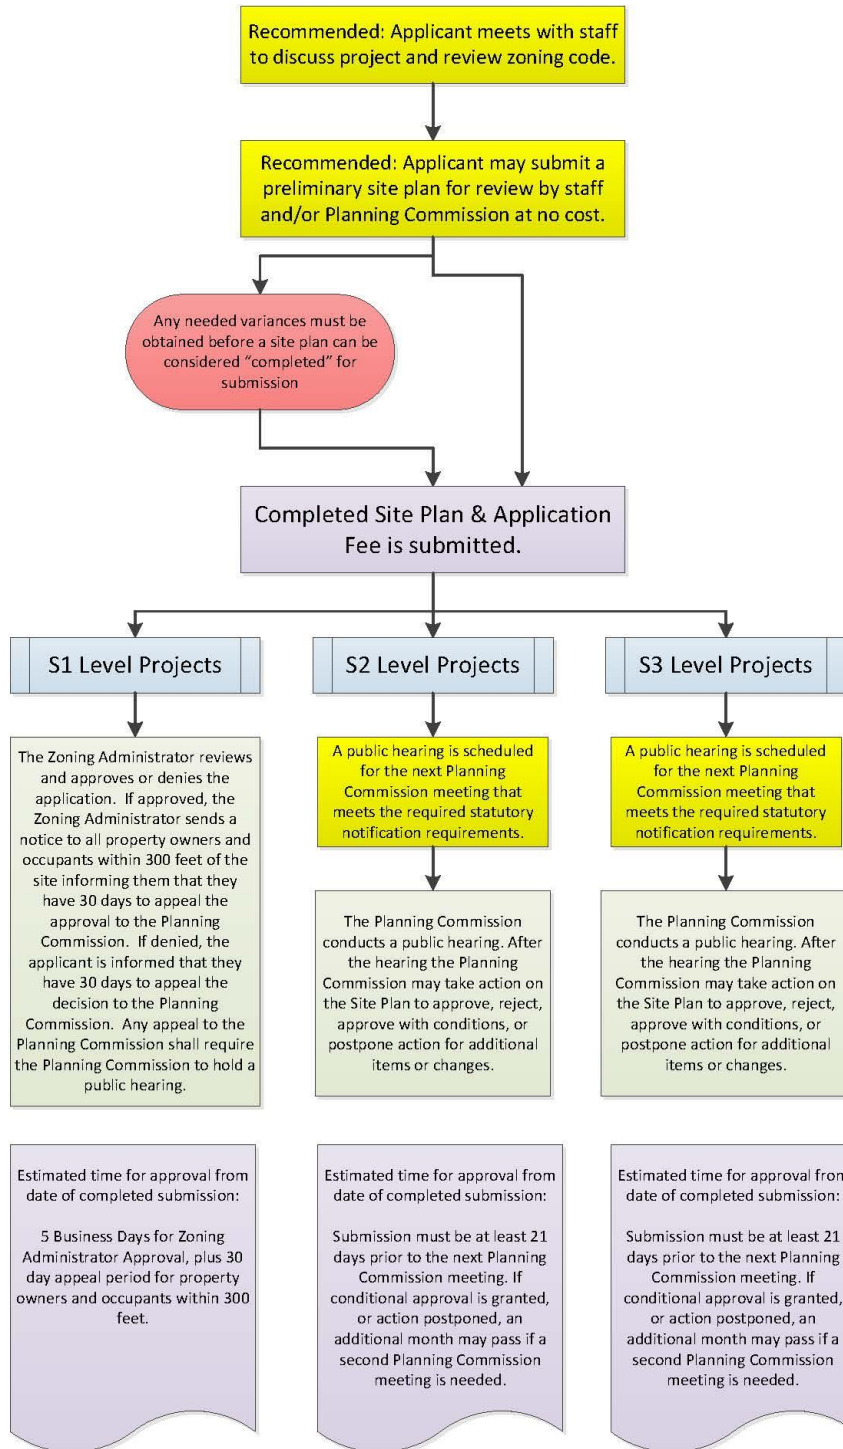 Recommended: Applicant meets with staff
to discuss project and review zoning code.
Recommended: Applicant may submit a
preliminary site plan for review by staff
and/or Planning Commission at no cost.
Any needed variances must be
obtained before a site plan can be
considered “completed” for
submission
Completed Site Plan & Application
Fee is submitted.
S1 Level Projects
The Zoning Administrator reviews
and approves or denies the
application.  If approved, the
Zoning Administrator sends a
notice to all property owners and
occupants within 300 feet of the
site informing them that they
have 30 days to appeal the
approval to the Planning
Commission.  If denied, the
applicant is informed that they
have 30 days to appeal the
decision to the Planning
Commission.  Any appeal to the
Planning Commission shall require
the Planning Commission to hold a
public hearing.
Estimated time for approval from
date of completed submission:
5 Business Days for Zoning
Administrator Approval, plus 30
day appeal period for property
owners and occupants within 300
feet.
S2 Level Projects
A public hearing is scheduled
for the next Planning
Commission meeting that
meets the required statutory
notification requirements.
The Planning Commission
conducts a public hearing. After
the hearing the Planning
Commission may take action on
the Site Plan to approve, reject,
approve with conditions, or
postpone action for additional
items or changes.
Estimated time for approval from
date of completed submission:
Submission must be at least 21
days prior to the next Planning
Commission meeting. If
conditional approval is granted,
or action postponed, an
additional month may pass if a
second Planning Commission
meeting is needed.
S3 Level Projects
A public hearing is scheduled
for the next Planning
Commission meeting that
meets the required statutory
notification requirements.
The Planning Commission
conducts a public hearing. After
the hearing the Planning
Commission may take action on
the Site Plan to approve, reject,
approve with conditions, or
postpone action for additional
items or changes.
Estimated time for approval from
date of completed submission:
Submission must be at least 21
days prior to the next Planning
Commission meeting. If
conditional approval is granted,
or action postponed, an
additional month may pass if a
second Planning Commission
meeting is needed.